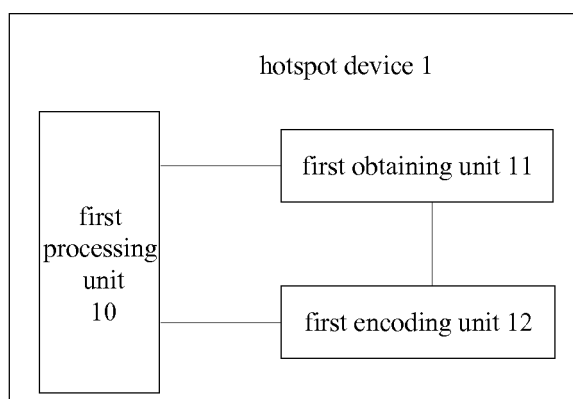 hotspot device 1
first
processing
unit
10
first obtaining unit 11
first encoding unit 12